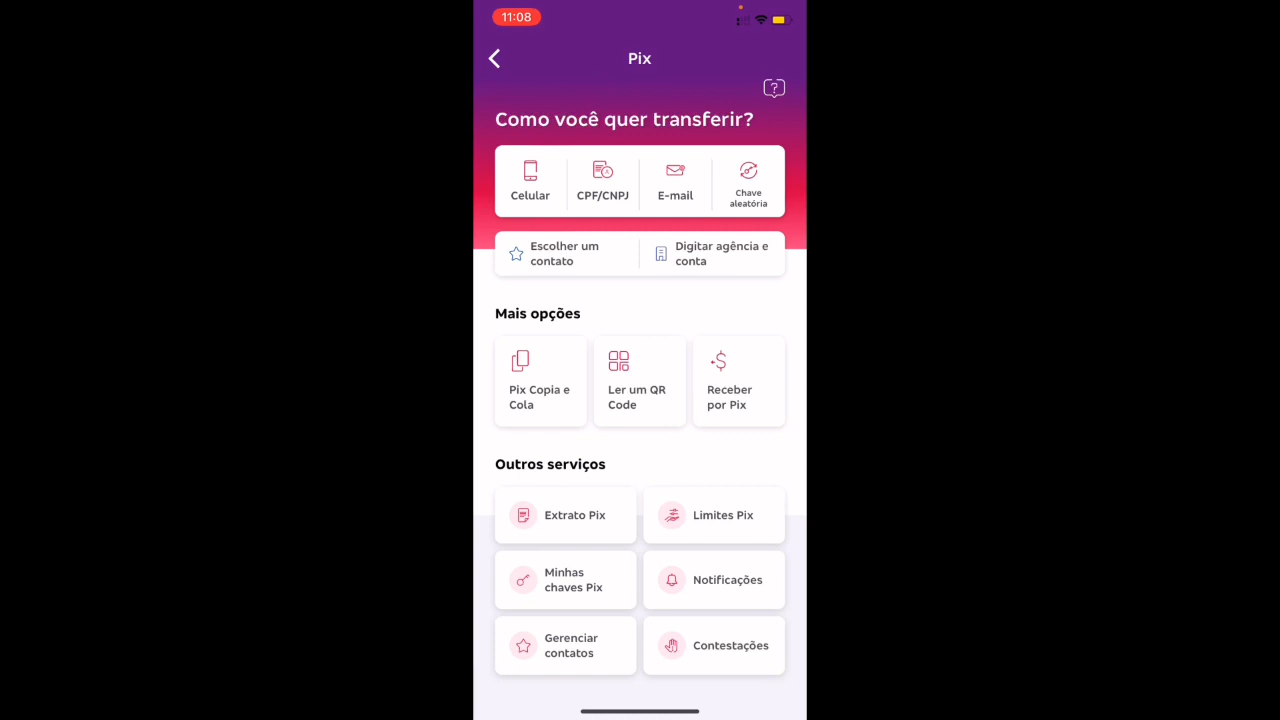 11:08
Pix
?
Como você quer transferir?
Celular
CPF/CNPJ
E-mail
Chave
aleatória
Escolher um
contato
Digitar agência e
conta
Mais opções
Pix Copia e
Cola
Ler um QR
Code
Receber
por Pix
Outros serviços
Extrato Pix
Limites Pix
Minhas
chaves Pix
Notificações
Gerenciar
contatos
Contestações